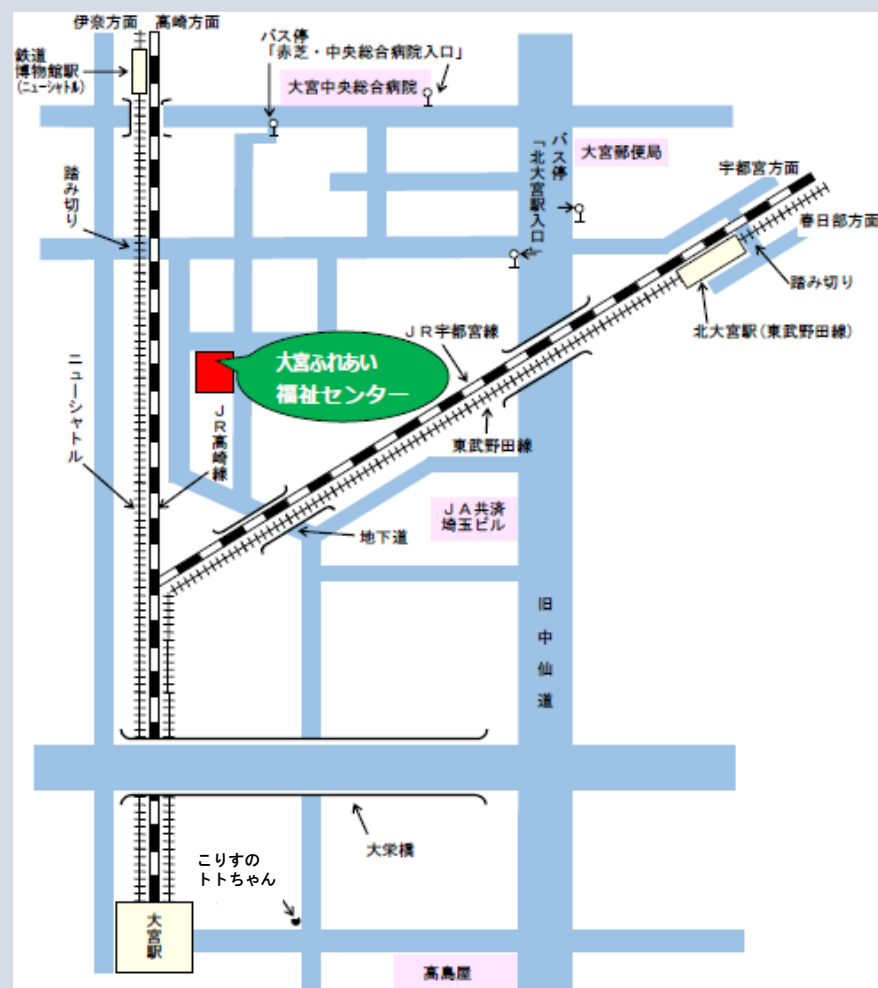 伊奈方面
高崎方面
鉄道
博物館駅
(ニューシャトル)
バス停
「赤芝・中央総合病院入口」
大宮中央総合病院
バス停
「北大宮駅入口」
大宮郵便局
宇都宮方面
春日部方面
踏み切り
踏み切り
北大宮駅(東武野田線)
JR宇都宮線
大宮ふれあい
福祉センター
ニューシャトル
JR高崎線
東武野田線
JA共済
埼玉ビル
地下道
旧中仙道
大栄橋
こりすの
トトちゃん
大宮駅
高島屋